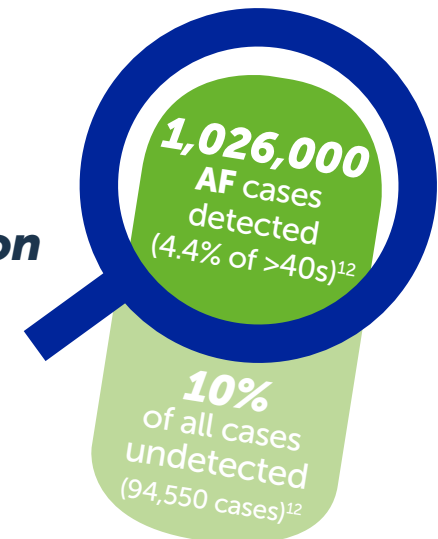 1,026,000
AF cases
detected
(4.4% of >40s)¹²
on
10%
of all cases
undetected
(94,550 cases)¹²